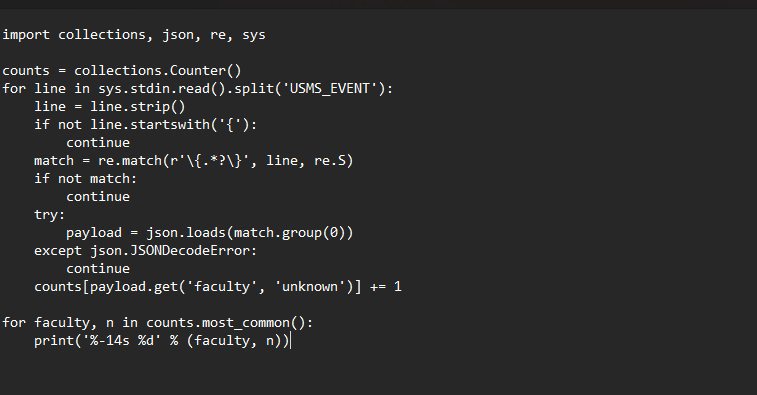 import collections, json, re, sys

counts = collections.Counter()
for line in sys.stdin.read().split('USMS_EVENT'):
    line = line.strip()
    if not line.startswith('{'):
        continue
    match = re.match(r'\{.*?\}', line, re.S)
    if not match:
        continue
    try:
        payload = json.loads(match.group(0))
    except json.JSONDecodeError:
        continue
    counts[payload.get('faculty', 'unknown')] += 1

for faculty, n in counts.most_common():
    print('%-14s %d' % (faculty, n))